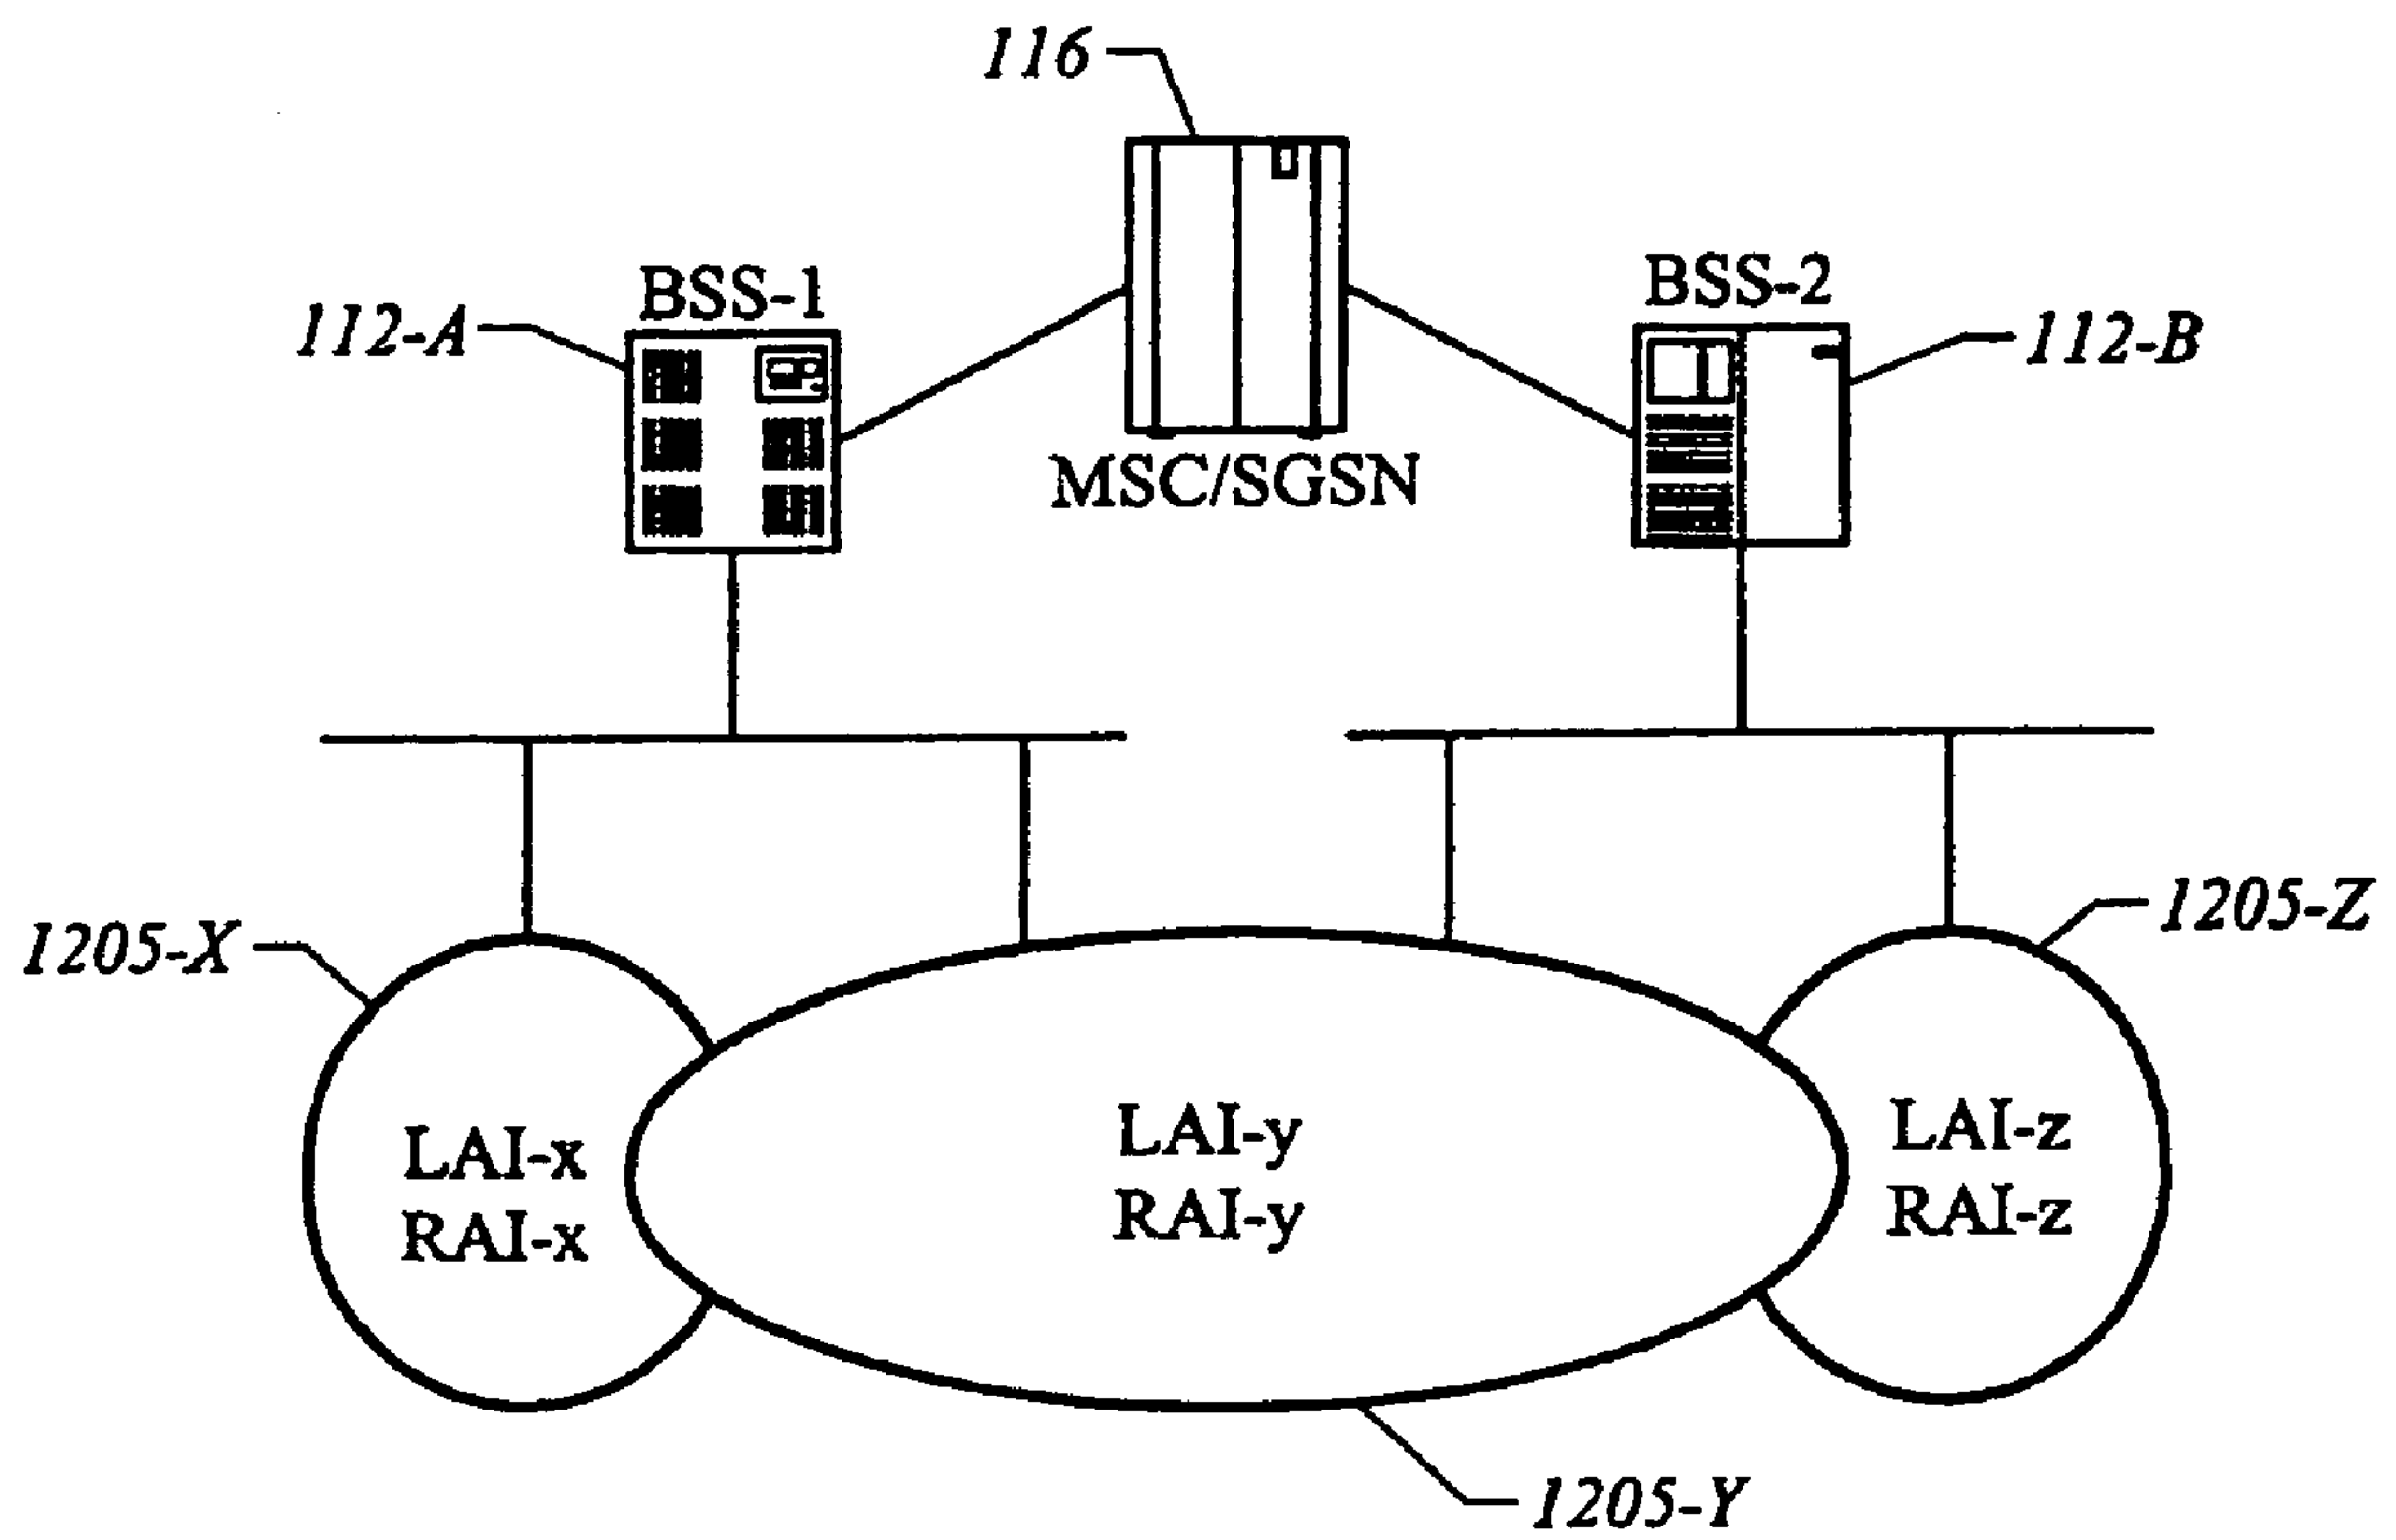 116
BSS-1
BSS-2
112-A
112-B
MSC/SGSN
1205-X
1205-Z
LAI-x
RAI-x
LAI-y
RAI-y
LAI-z
RAI-z
1205-Y